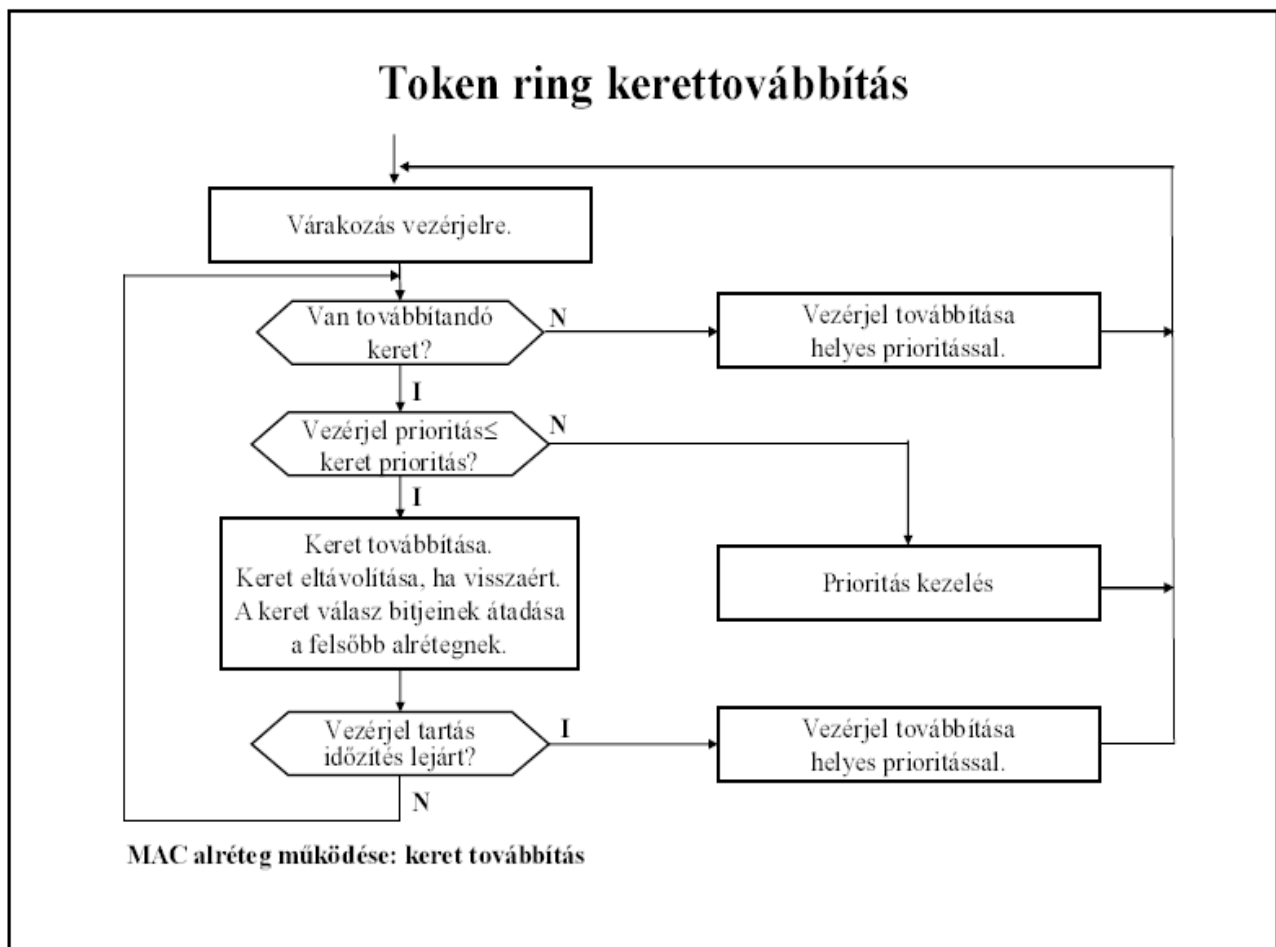 Token ring kerettovábbítás
Várakozás vezérjelre.
Van továbbítandó
keret?
N
Vezérjel továbbítása
helyes prioritással.
I
Vezérjel prioritás≤
keret prioritás?
N
I
Keret továbbítása.
Keret eltávolítása, ha visszaért.
A keret válasz bitjeinek átadása
a felsőbb alrétegnek.
Prioritás kezelés
Vezérjel tartás
időzítés lejárt?
I
Vezérjel továbbítása
helyes prioritással.
N
MAC alréteg működése: keret továbbítás